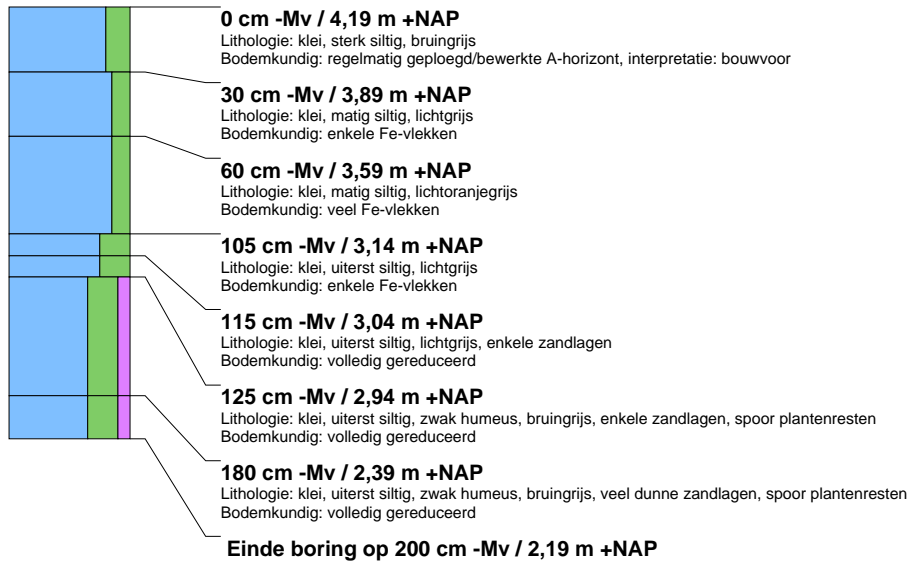 0 cm -Mv / 4,19 m +NAP
Lithologie: klei, sterk siltig, bruingrijs
Bodemkundig: regelmatig geploegd/bewerkte A-horizont, interpretatie: bouwvoor
30 cm -Mv / 3,89 m +NAP
Lithologie: klei, matig siltig, lichtgrijs
Bodemkundig: enkele Fe-vlekken
60 cm -Mv / 3,59 m +NAP
Lithologie: klei, matig siltig, lichtoranjegrijs
Bodemkundig: veel Fe-vlekken
105 cm -Mv / 3,14 m +NAP
Lithologie: klei, uiterst siltig, lichtgrijs
Bodemkundig: enkele Fe-vlekken
115 cm -Mv / 3,04 m +NAP
Lithologie: klei, uiterst siltig, lichtgrijs, enkele zandlagen
Bodemkundig: volledig gereduceerd
125 cm -Mv / 2,94 m +NAP
Lithologie: klei, uiterst siltig, zwak humeus, bruingrijs, enkele zandlagen, spoor plantenresten
Bodemkundig: volledig gereduceerd
180 cm -Mv / 2,39 m +NAP
Lithologie: klei, uiterst siltig, zwak humeus, bruingrijs, veel dunne zandlagen, spoor plantenresten
Bodemkundig: volledig gereduceerd
Einde boring op 200 cm -Mv / 2,19 m +NAP